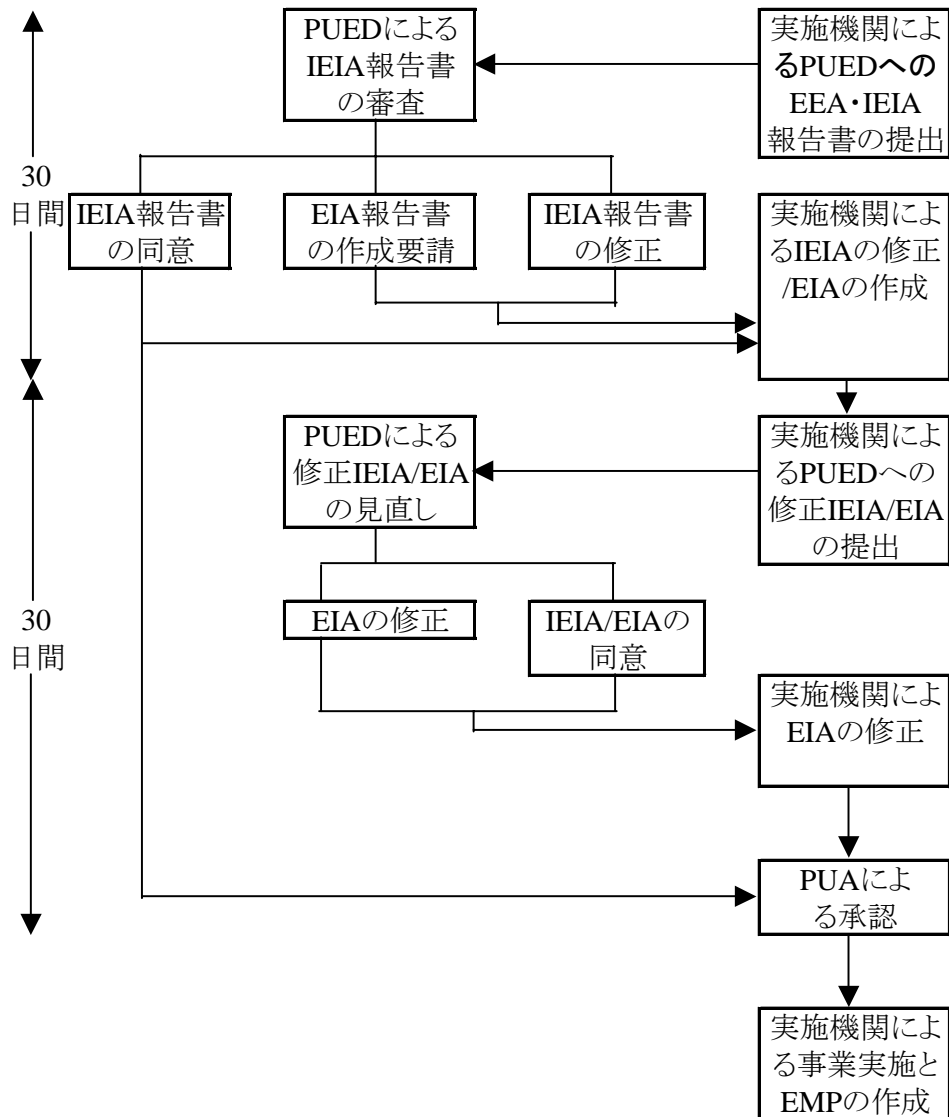 PUEDによる
IEIA報告書
の審査
実施機関によ
るPUEDへの
EEA・IEIA
報告書の提出
30
日間
IEIA報告書
の同意
EIA報告書
の作成要請
IEIA報告書
の修正
実施機関によ
るIEIAの修正
/EIAの作成
PUEDによる
修正IEIA/EIA
の見直し
実施機関によ
るPUEDへの
修正IEIA/EIA
の提出
30
日間
EIAの修正
IEIA/EIAの
同意
実施機関によ
EIAの修正
PUAによ
る承認
実施機関によ
る事業実施と
EMPの作成